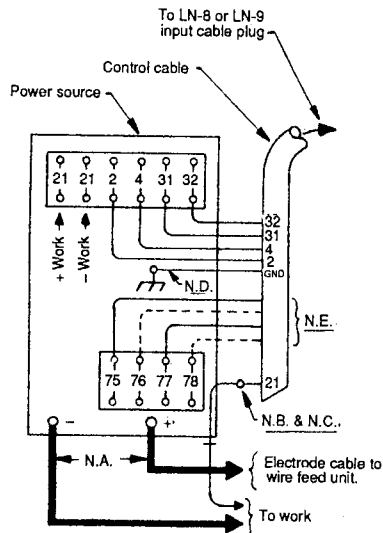 To LN-8 or LN-9
input cable plug
Control cable
Power source
21 21 2 4 31 32
+ Work
- Work
32
31
4
2
GND
N.D.
N.E.
75 76 77 78
21
N.B. & N.C.
- +
N.A.
Electrode cable to
wire feed unit.
To work